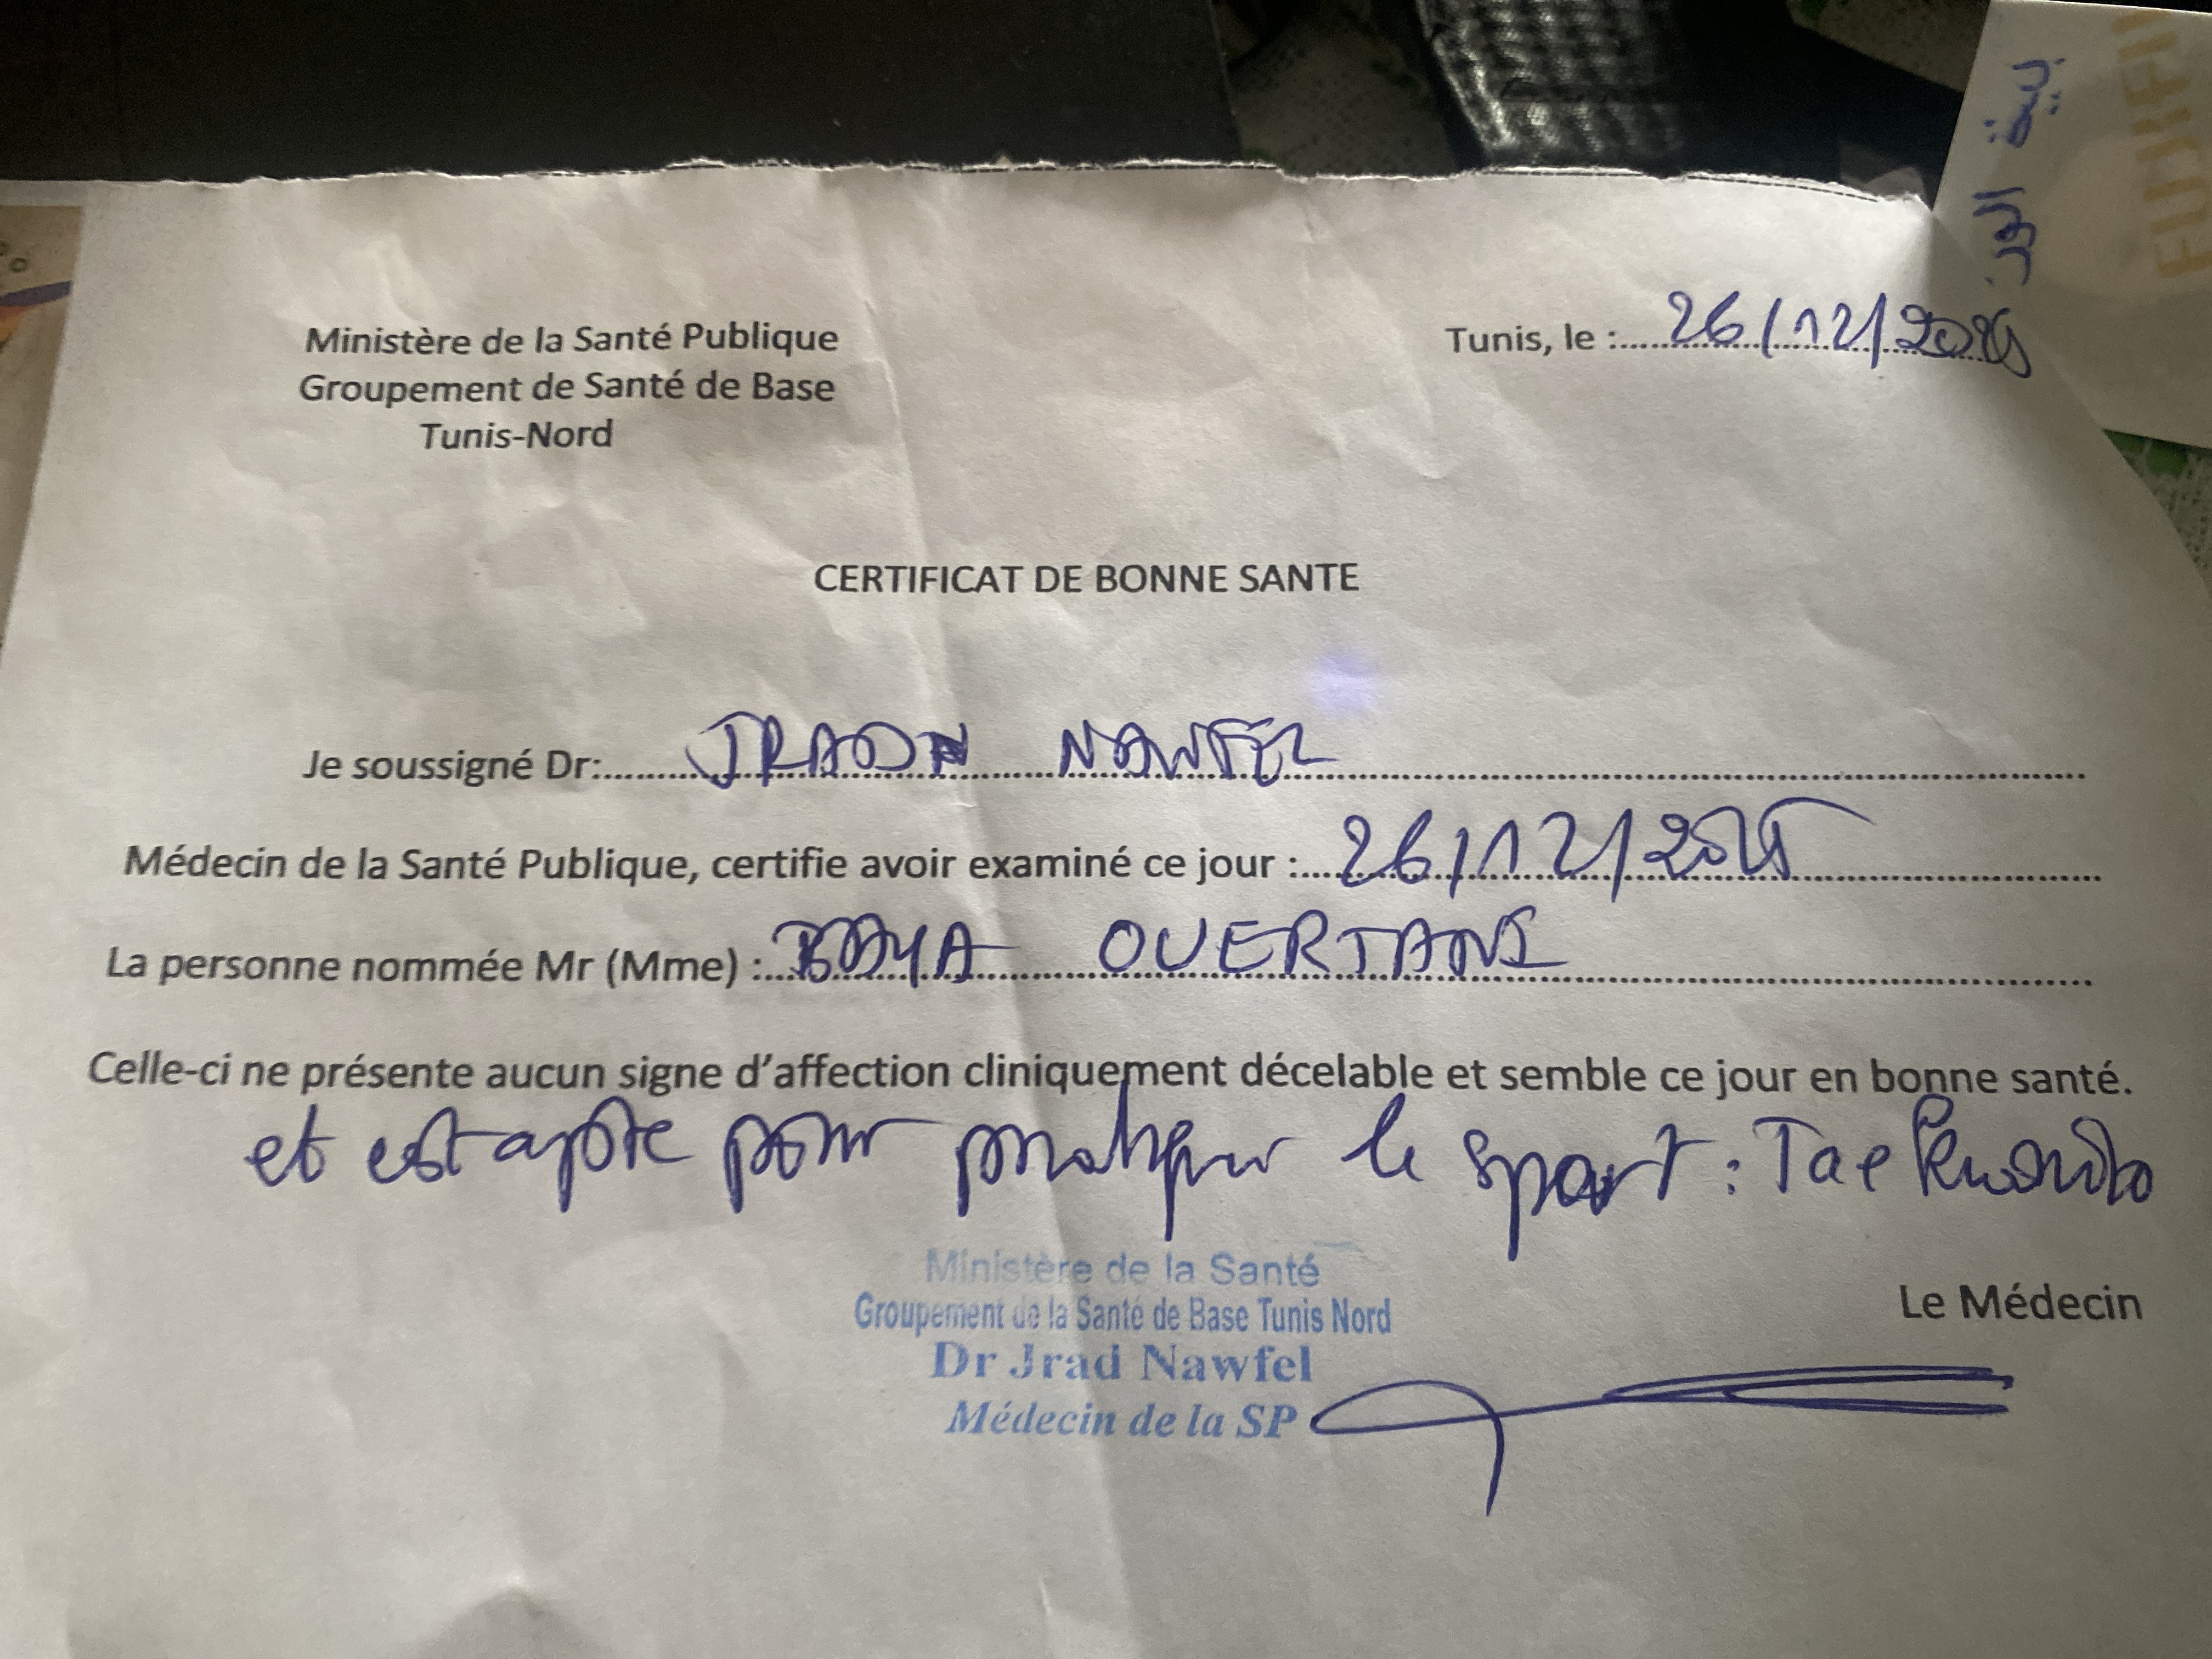 Ministère de la Santé Publique
Groupement de Santé de Base
Tunis-Nord
Tunis, le : 26/12/2025
CERTIFICAT DE BONNE SANTE
Je soussigné Dr: JRAD NAWFEL
Médecin de la Santé Publique, certifie avoir examiné ce jour : 26/12/2025
La personne nommée Mr (Mme) : BAYA OUERTANI
Celle-ci ne présente aucun signe d'affection cliniquement décelable et semble ce jour en bonne santé.
et est apte pour pratiquer le sport : Taekwondo
Ministère de la Santé
Groupement de la Santé de Base Tunis Nord
Dr Jrad Nawfel
Médecin de la SP
Le Médecin
بية